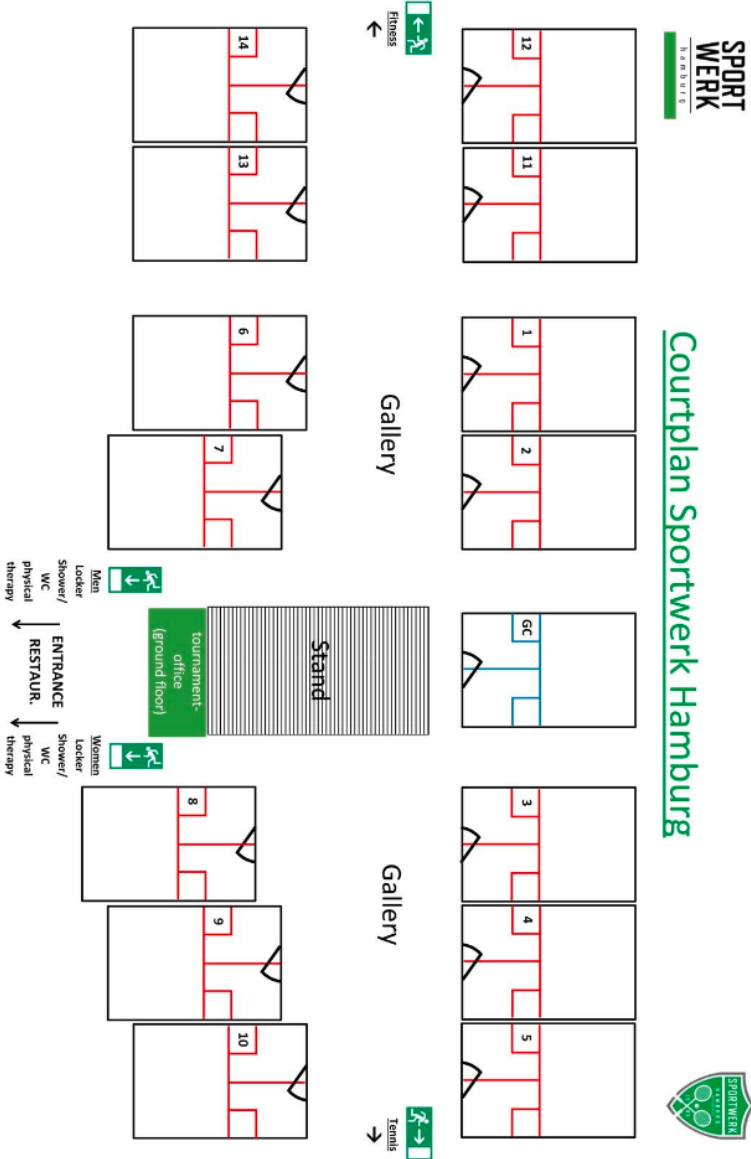 SPORT
WERK
hamburg
Courtplan Sportwerk Hamburg
SPORTWERK
HAMBURG
12
11
1
2
GC
3
4
5
Fitness
Gallery
Gallery
Tennis
Stand
14
13
6
7
8
9
10
tournament-
office
(ground floor)
Men
Locker
Shower/
WC
physical
therapy
ENTRANCE
RESTAUR.
Women
Locker
Shower/
WC
physical
therapy